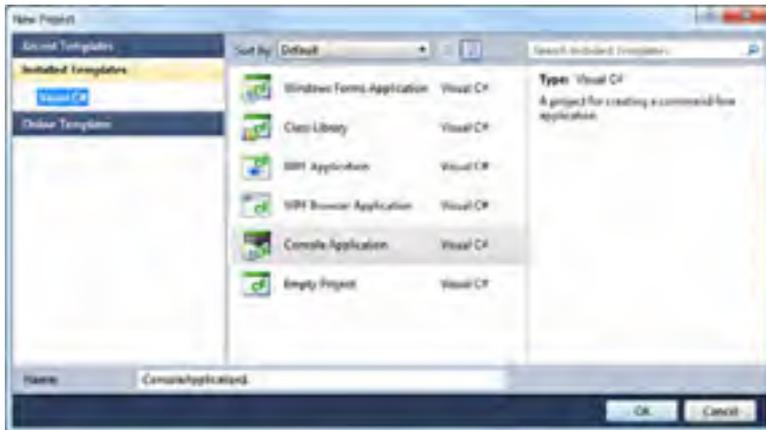 New Project
Recent Templates
Installed Templates
Visual C#
Online Templates
Sort by: Default
Search Installed Templates
Windows Forms Application Visual C#
Class Library Visual C#
WPF Application Visual C#
WPF Browser Application Visual C#
Console Application Visual C#
Empty Project Visual C#
Type: Visual C#
A project for creating a command-line
application
Name: ConsoleApplication1
OK Cancel